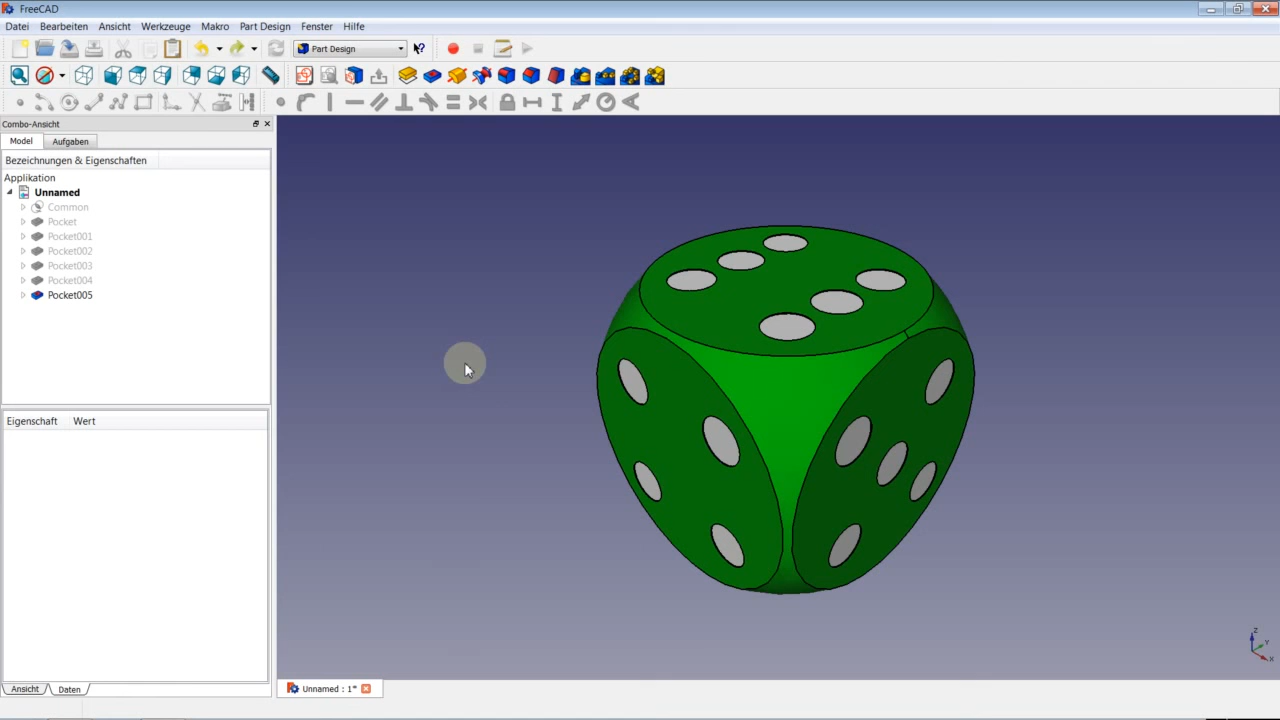 FreeCAD
Datei Bearbeiten Ansicht Werkzeuge Makro Part Design Fenster Hilfe
Part Design
Combo-Ansicht
Model Aufgaben
Bezeichnungen & Eigenschaften
Applikation
Unnamed
Common
Pocket
Pocket001
Pocket002
Pocket003
Pocket004
Pocket005
Eigenschaft Wert
Z
Y
X
Ansicht Daten
Unnamed : 1*